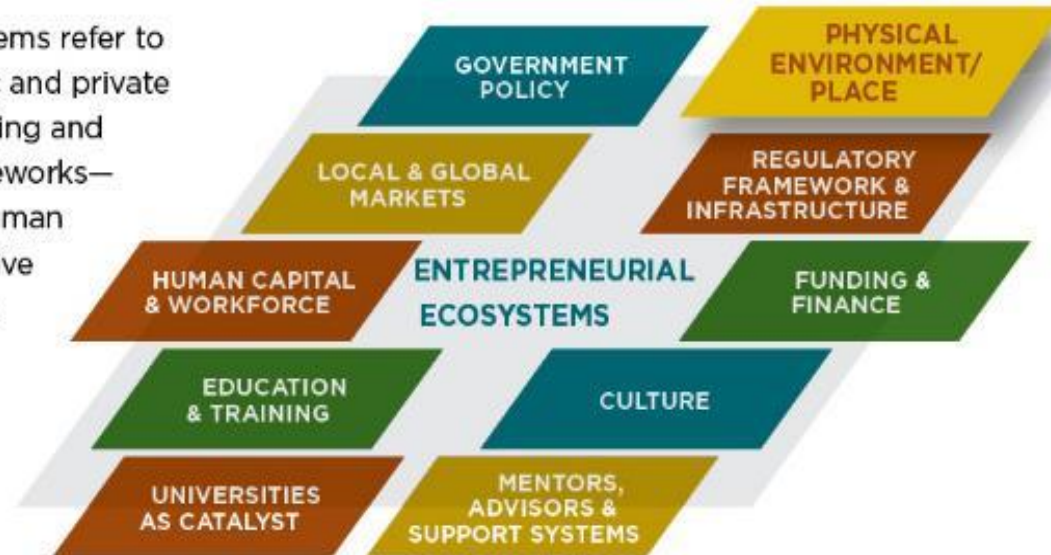 ems refer to
and private
ing and
eworks—
man
ve
GOVERNMENT
POLICY
PHYSICAL
ENVIRONMENT/
PLACE
LOCAL & GLOBAL
MARKETS
REGULATORY
FRAMEWORK &
INFRASTRUCTURE
HUMAN CAPITAL
& WORKFORCE
ENTREPRENEURIAL
ECOSYSTEMS
FUNDING &
FINANCE
EDUCATION
& TRAINING
CULTURE
UNIVERSITIES
AS CATALYST
MENTORS,
ADVISORS &
SUPPORT SYSTEMS